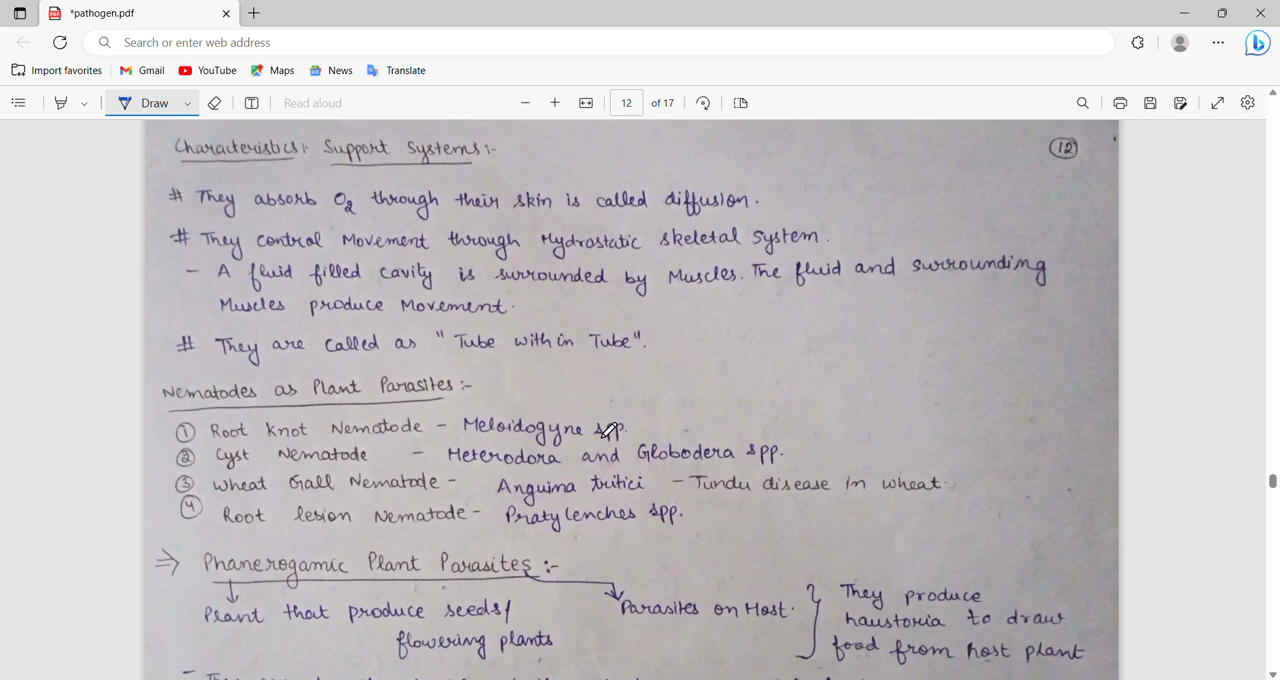 *pathogen.pdf
Search or enter web address
Import favorites Gmail YouTube Maps News Translate
Draw Read aloud 12 of 17
Characteristics:- Support Systems:- 12
# They absorb O2 through their skin is called diffusion.
# They control Movement through Hydrostatic skeletal system.
- A fluid filled cavity is surrounded by Muscles. The fluid and surrounding
Muscles produce Movement.
# They are called as "Tube within Tube".
Nematodes as Plant Parasites :-
① Root Knot Nematode - Meloidogyne spp.
② Cyst Nematode - Heterodora and Globodera spp.
③ Wheat Gall Nematode - Anguina tritici - Tundu disease in wheat.
④ Root lesion Nematode - Pratylenches spp.
⇒ Phanerogamic Plant Parasites :-
Plant that produce seeds/ Parasites on Host. } They produce
flowering plants haustoria to draw
food from host plant